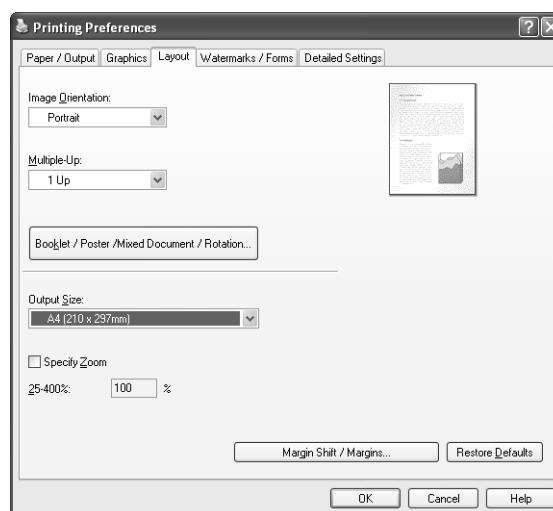 Printing Preferences
Paper / Output Graphics Layout Watermarks / Forms Detailed Settings
Image Orientation:
Portrait
Multiple-Up:
1 Up
Booklet / Poster /Mixed Document / Rotation...
Output Size:
A4 (210 x 297mm)
Specify Zoom
25-400%: 100 %
Margin Shift / Margins... Restore Defaults
OK Cancel Help